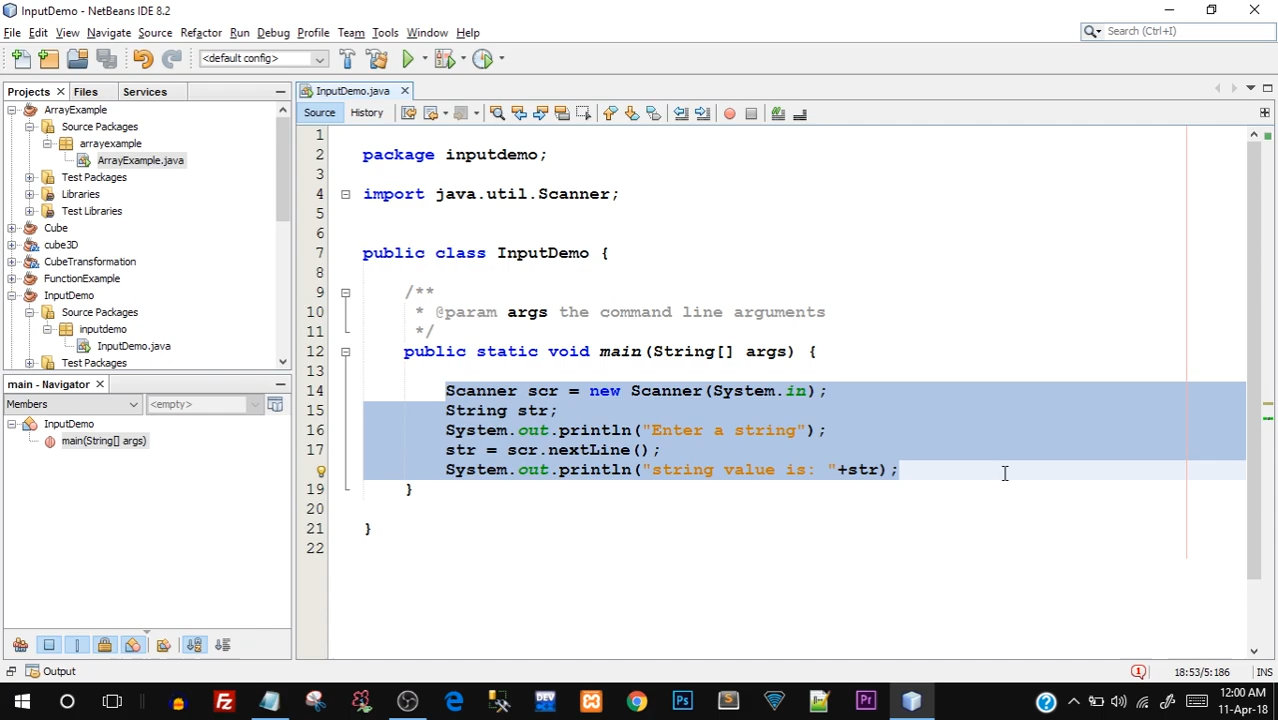 InputDemo - NetBeans IDE 8.2
File Edit View Navigate Source Refactor Run Debug Profile Team Tools Window Help
Search (Ctrl+I)
<default config>
Projects Files Services
InputDemo.java
Source History
ArrayExample
Source Packages
arrayexample
ArrayExample.java
Test Packages
Libraries
Test Libraries
Cube
cube3D
CubeTransformation
FunctionExample
InputDemo
Source Packages
inputdemo
InputDemo.java
Test Packages
main - Navigator
Members <empty>
InputDemo
main(String[] args)
1
2 package inputdemo;
3
4 import java.util.Scanner;
5
6
7 public class InputDemo {
8
9 /**
10 * @param args the command line arguments
11 */
12 public static void main(String[] args) {
13
14 Scanner scr = new Scanner(System.in);
15 String str;
16 System.out.println("Enter a string");
17 str = scr.nextLine();
18 System.out.println("string value is: "+str);
19 }
20
21 }
22
Output
1 18:53/5:186 INS
12:00 AM
11-Apr-18